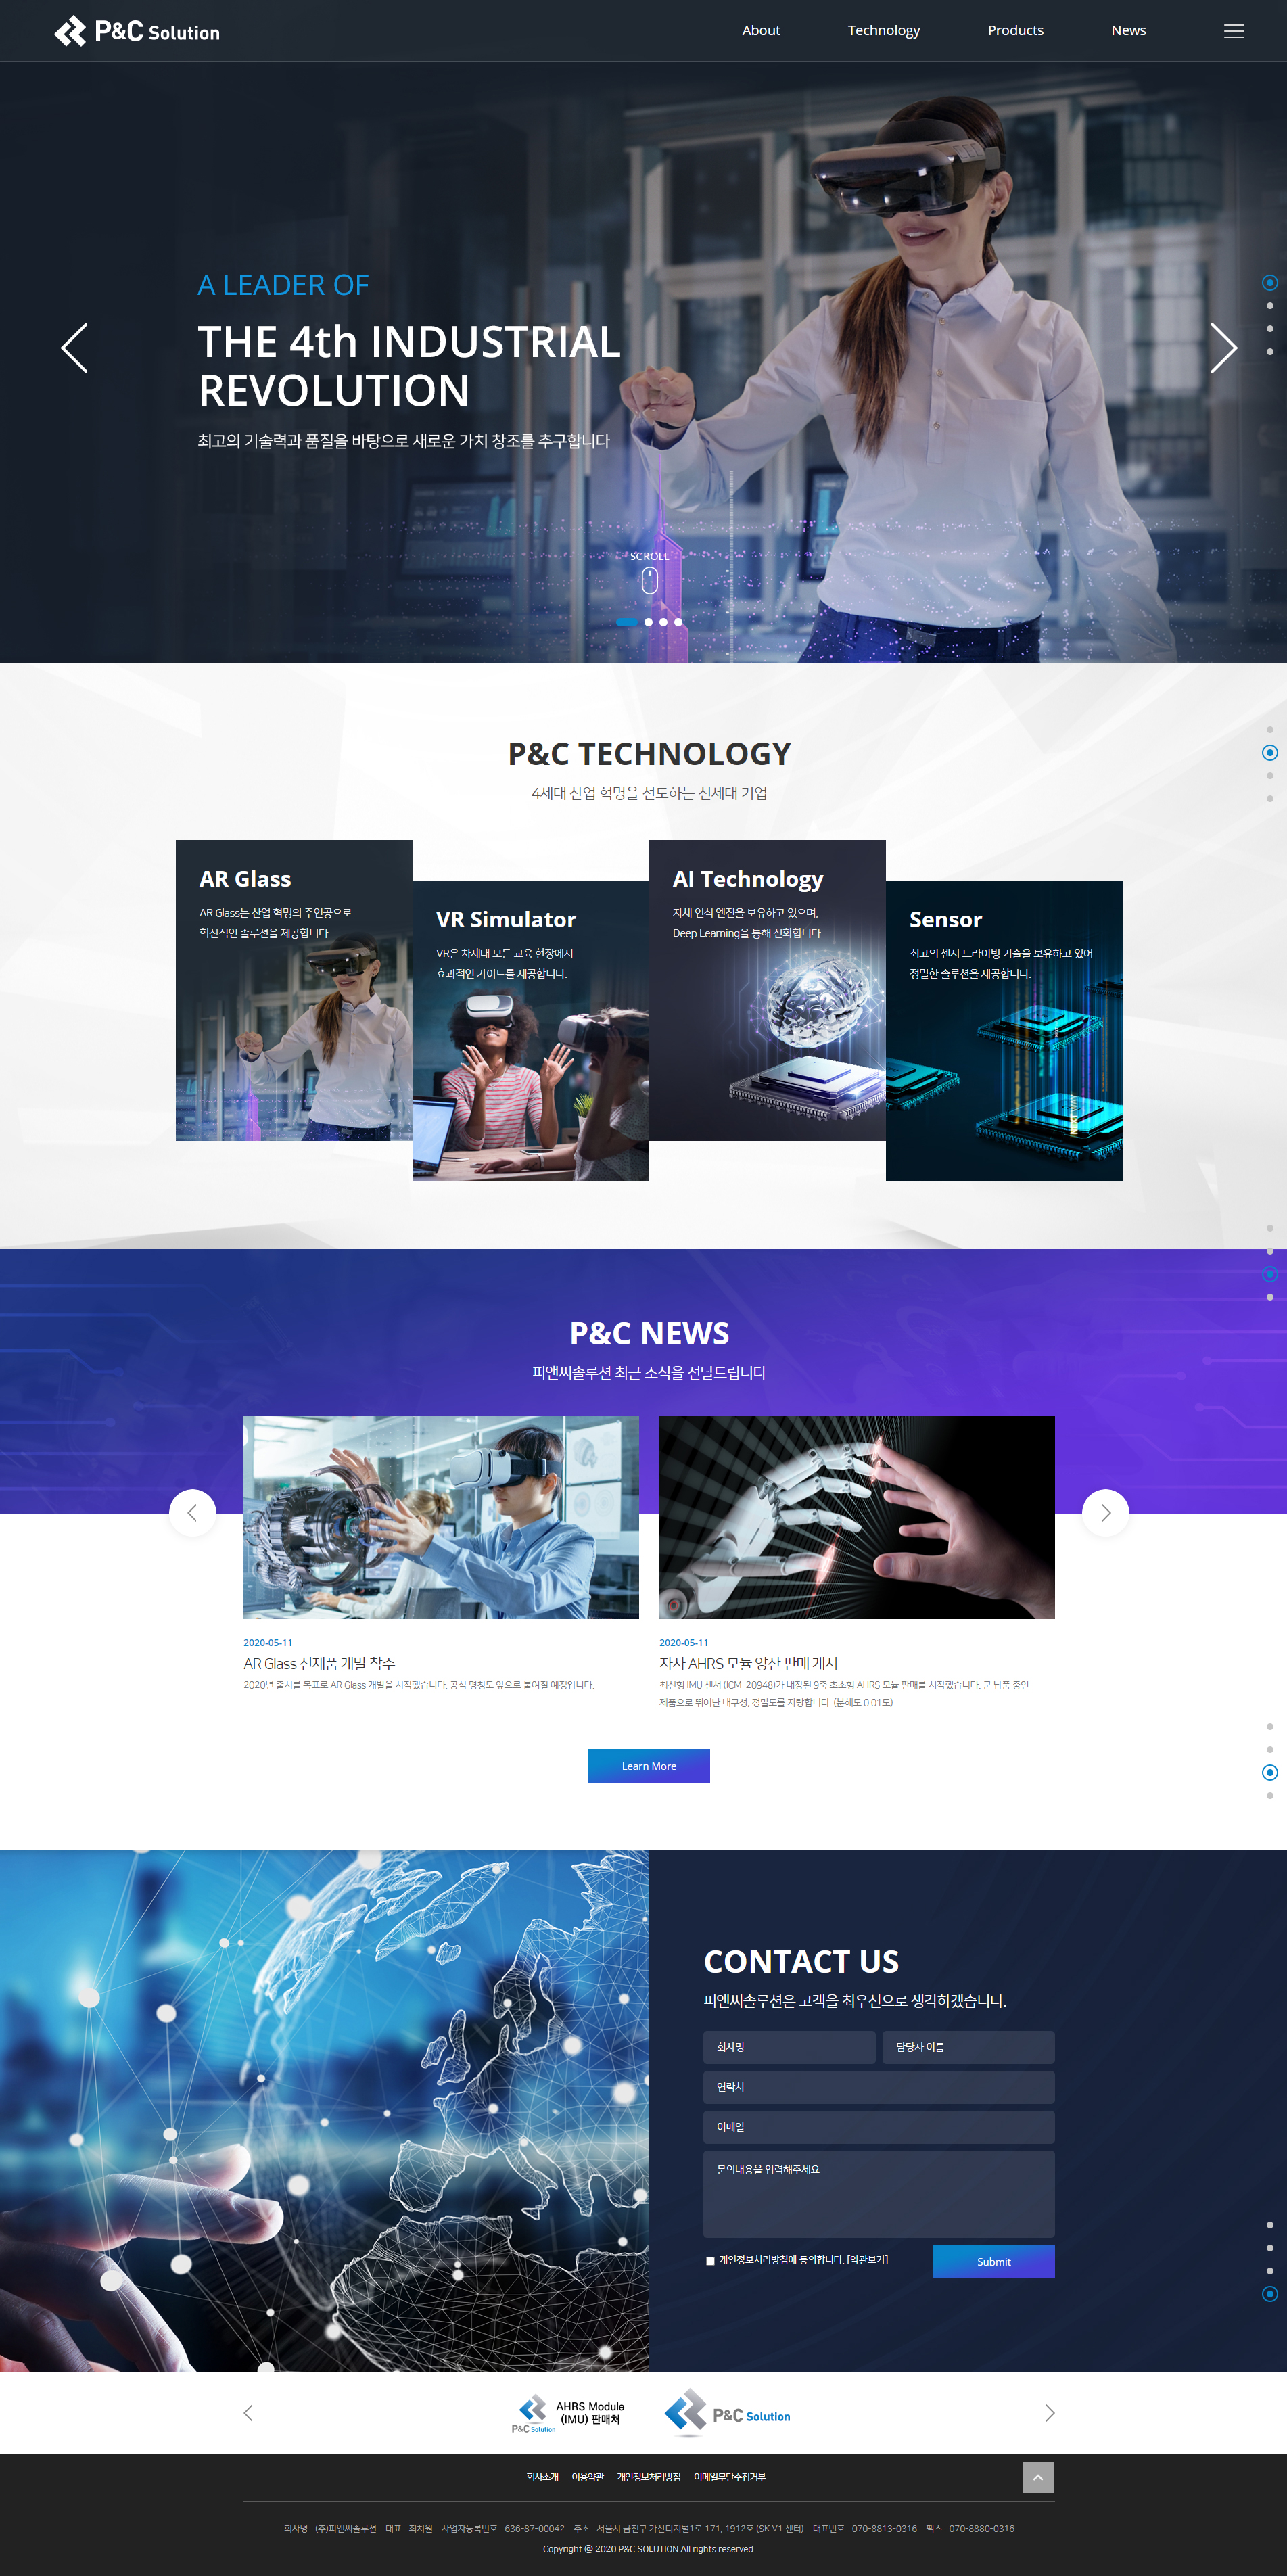 P&C Solution
About
Technology
Products
News
A LEADER OF
THE 4th INDUSTRIAL
REVOLUTION
최고의 기술력과 품질을 바탕으로 새로운 가치 창조를 추구합니다
SCROLL
P&C TECHNOLOGY
4세대 산업 혁명을 선도하는 신세대 기업
AR Glass
AR Glass는 산업 혁명의 주인공으로
혁신적인 솔루션을 제공합니다.
VR Simulator
VR은 차세대 모든 교육 현장에서
효과적인 가이드를 제공합니다.
AI Technology
자체 인식 엔진을 보유하고 있으며,
Deep Learning을 통해 진화합니다.
Sensor
최고의 센서 드라이빙 기술을 보유하고 있어
정밀한 솔루션을 제공합니다.
P&C NEWS
피앤씨솔루션 최근 소식을 전달드립니다
2020-05-11
AR Glass 신제품 개발 착수
2020년 출시를 목표로 AR Glass 개발을 시작했습니다. 공식 명칭도 앞으로 붙여질 예정입니다.
2020-05-11
자사 AHRS 모듈 양산 판매 개시
최신형 IMU 센서 (ICM_20948)가 내장된 9축 초소형 AHRS 모듈 판매를 시작했습니다. 군 납품 중인
제품으로 뛰어난 내구성, 정밀도를 자랑합니다. (분해도 0.01도)
Learn More
CONTACT US
피앤씨솔루션은 고객을 최우선으로 생각하겠습니다.
회사명
담당자 이름
연락처
이메일
문의내용을 입력해주세요
개인정보처리방침에 동의합니다. [약관보기]
Submit
P&C Solution
AHRS Module
(IMU) 판매처
P&C Solution
회사소개
이용약관
개인정보처리방침
이메일무단수집거부
회사명 : (주)피앤씨솔루션 대표 : 최치원 사업자등록번호 : 636-87-00042 주소 : 서울시 금천구 가산디지털1로 171, 1912호 (SK V1 센터) 대표번호 : 070-8813-0316 팩스 : 070-8880-0316
Copyright @ 2020 P&C SOLUTION All rights reserved.